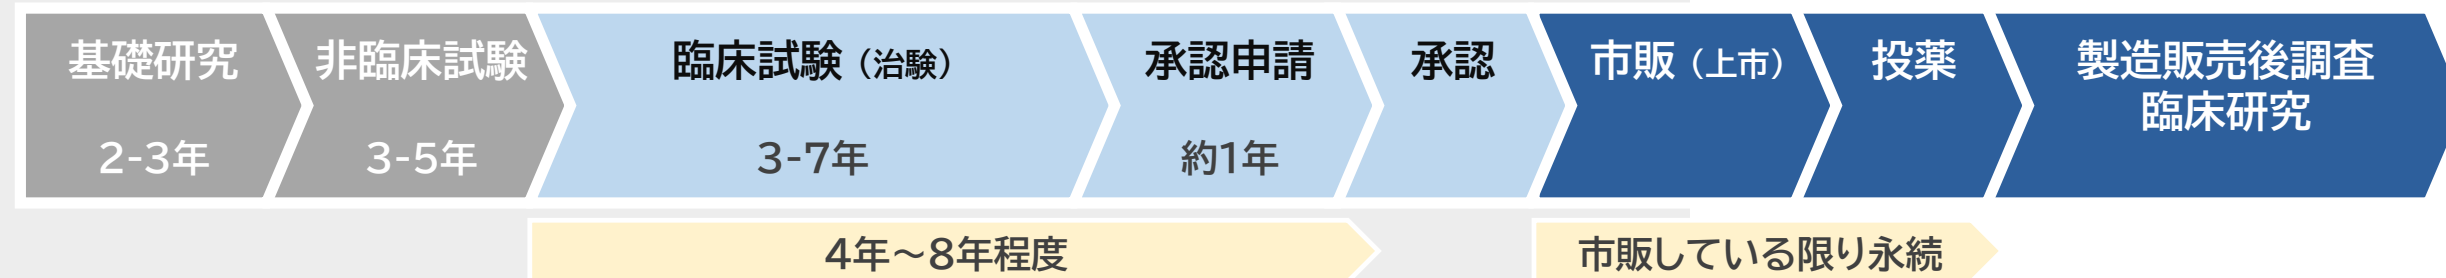 基礎研究
2-3年
非臨床試験
3-5年
臨床試験（治験）
3-7年
承認申請
約1年
承認
市販（上市）
投薬
製造販売後調査
臨床研究
4年～8年程度
市販している限り永続